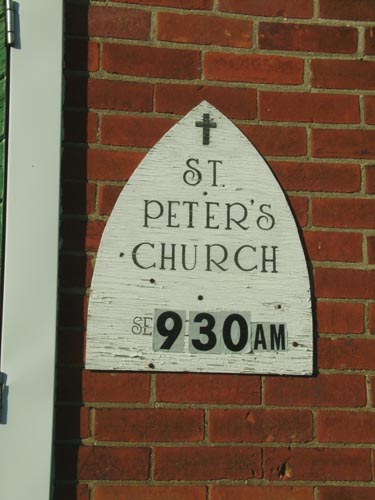 ST.
PETER'S
CHURCH
SE 930 AM